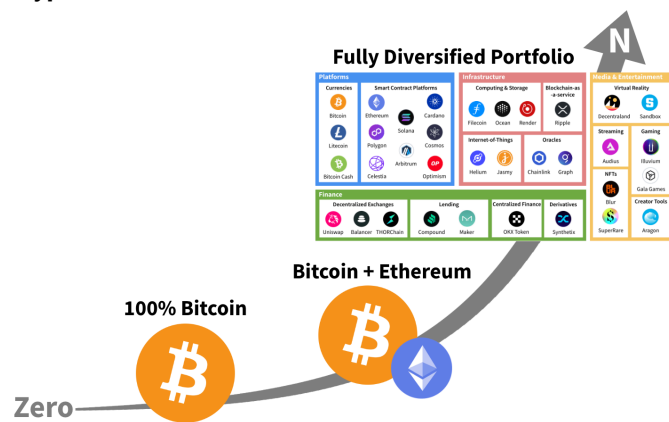 N
Fully Diversified Portfolio
Platforms
Currencies
Smart Contract Platforms
Bitcoin
Ethereum
Solana
Cardano
Litecoin
Polygon
Arbitrum
Cosmos
Bitcoin Cash
Celestia
OP
Optimism
Infrastructure
Computing & Storage
Blockchain-as
-a-service
Filecoin
Ocean
Render
Ripple
Internet-of-Things
Oracles
Helium
Jasmy
Chainlink
Graph
Media & Entertainment
Virtual Reality
Decentraland
Sandbox
Streaming
Gaming
Audius
Illuvium
NFTs
Gala Games
Blur
Creator Tools
SuperRare
Aragon
Finance
Decentralized Exchanges
Lending
Centralized Finance
Derivatives
Uniswap
Balancer
THORChain
Compound
Maker
OKX Token
Synthetix
Bitcoin + Ethereum
100% Bitcoin
Zero